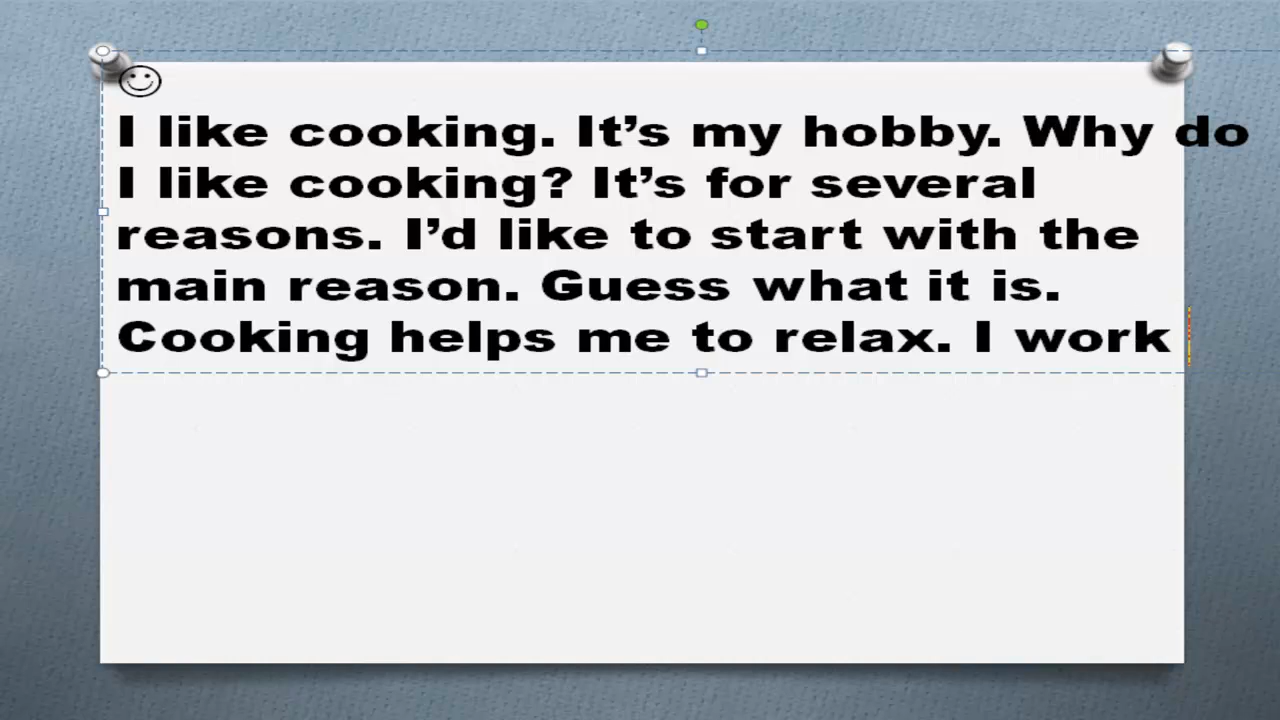 I like cooking. It’s my hobby. Why do
I like cooking? It’s for several
reasons. I’d like to start with the
main reason. Guess what it is.
Cooking helps me to relax. I work